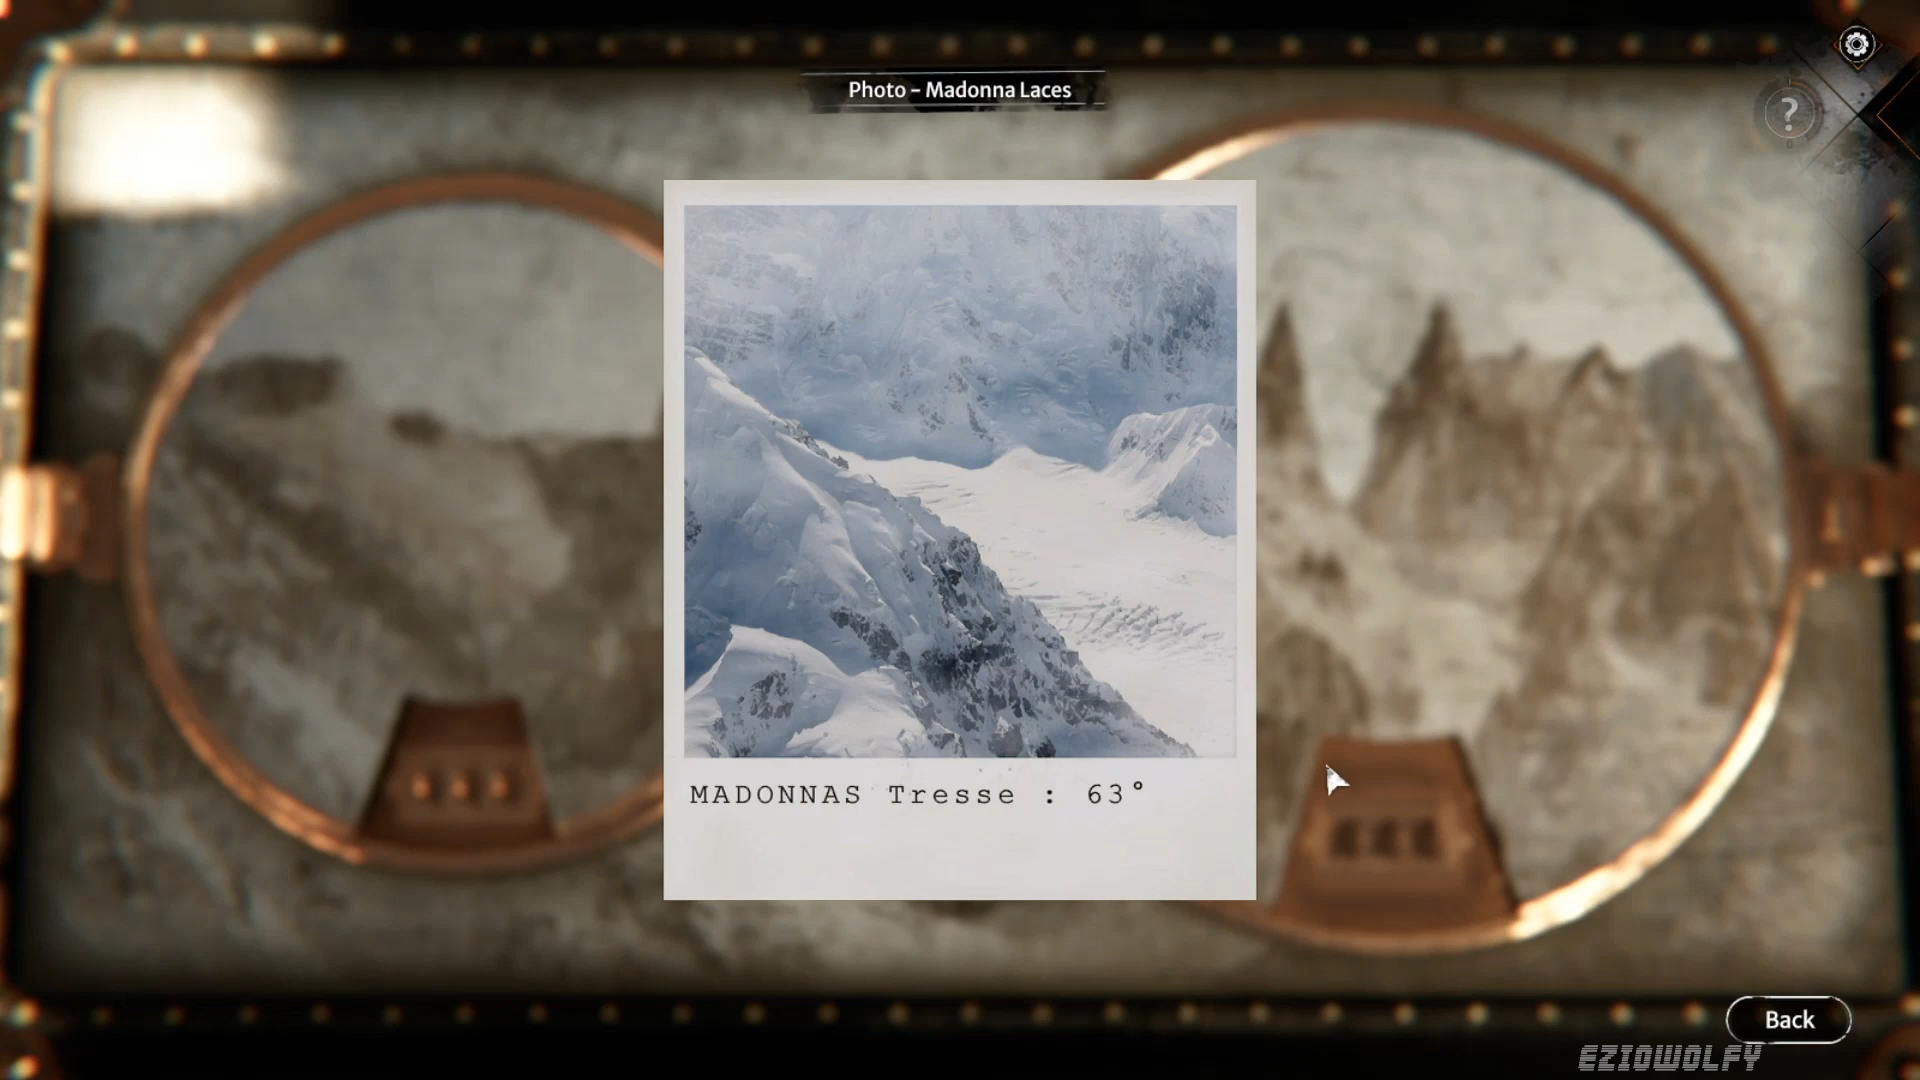 Photo – Madonna Laces
?
MADONNAS Tresse : 63°
Back
EZIOWOLFY